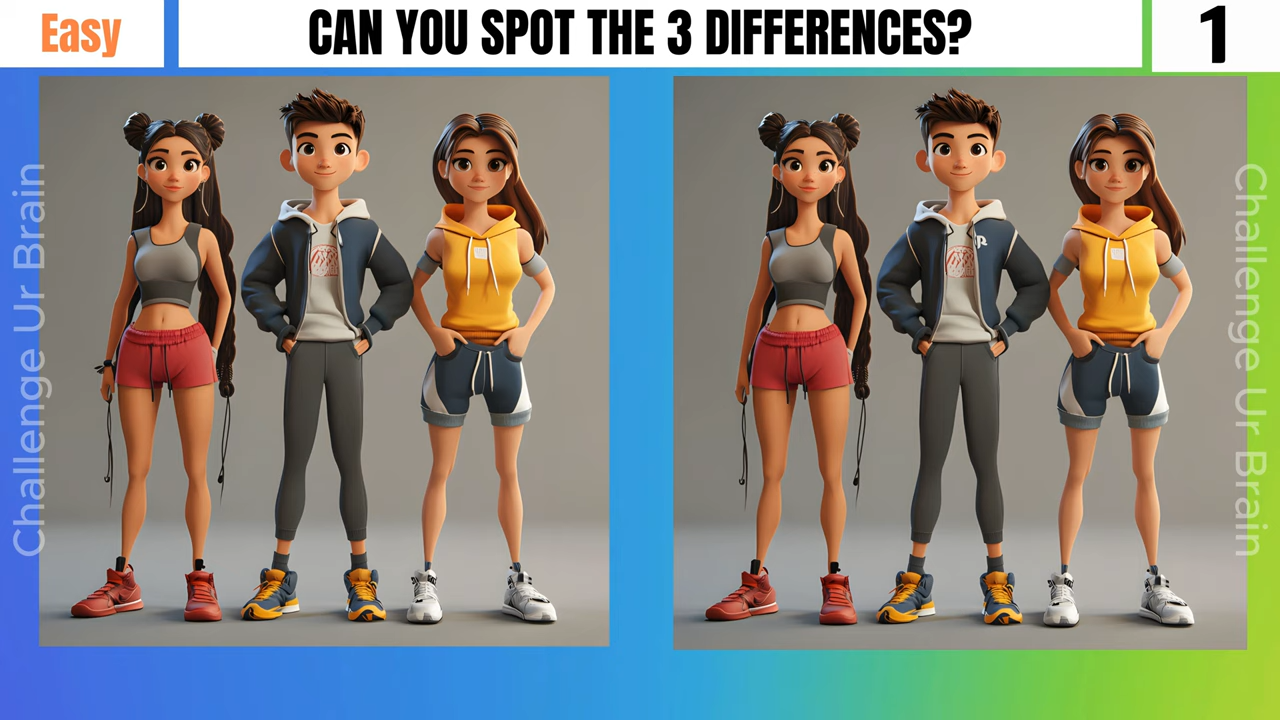 Easy
CAN YOU SPOT THE 3 DIFFERENCES?
1
Challenge Ur Brain
Challenge Ur Brain
R